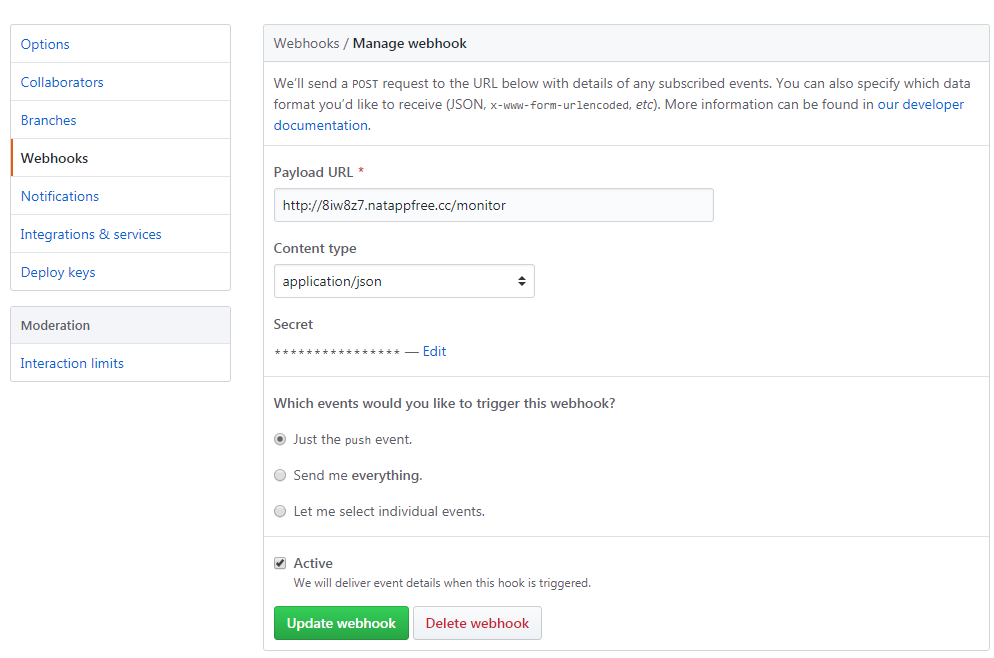 Options
Collaborators
Branches
Webhooks
Notifications
Integrations & services
Deploy keys
Moderation
Interaction limits
Webhooks / Manage webhook
We'll send a POST request to the URL below with details of any subscribed events. You can also specify which data
format you'd like to receive (JSON, x-www-form-urlencoded, etc). More information can be found in our developer
documentation.
Payload URL *
http://8iw8z7.natappfree.cc/monitor
Content type
application/json
Secret
**************** — Edit
Which events would you like to trigger this webhook?
Just the push event.
Send me everything.
Let me select individual events.
Active
We will deliver event details when this hook is triggered.
Update webhook
Delete webhook